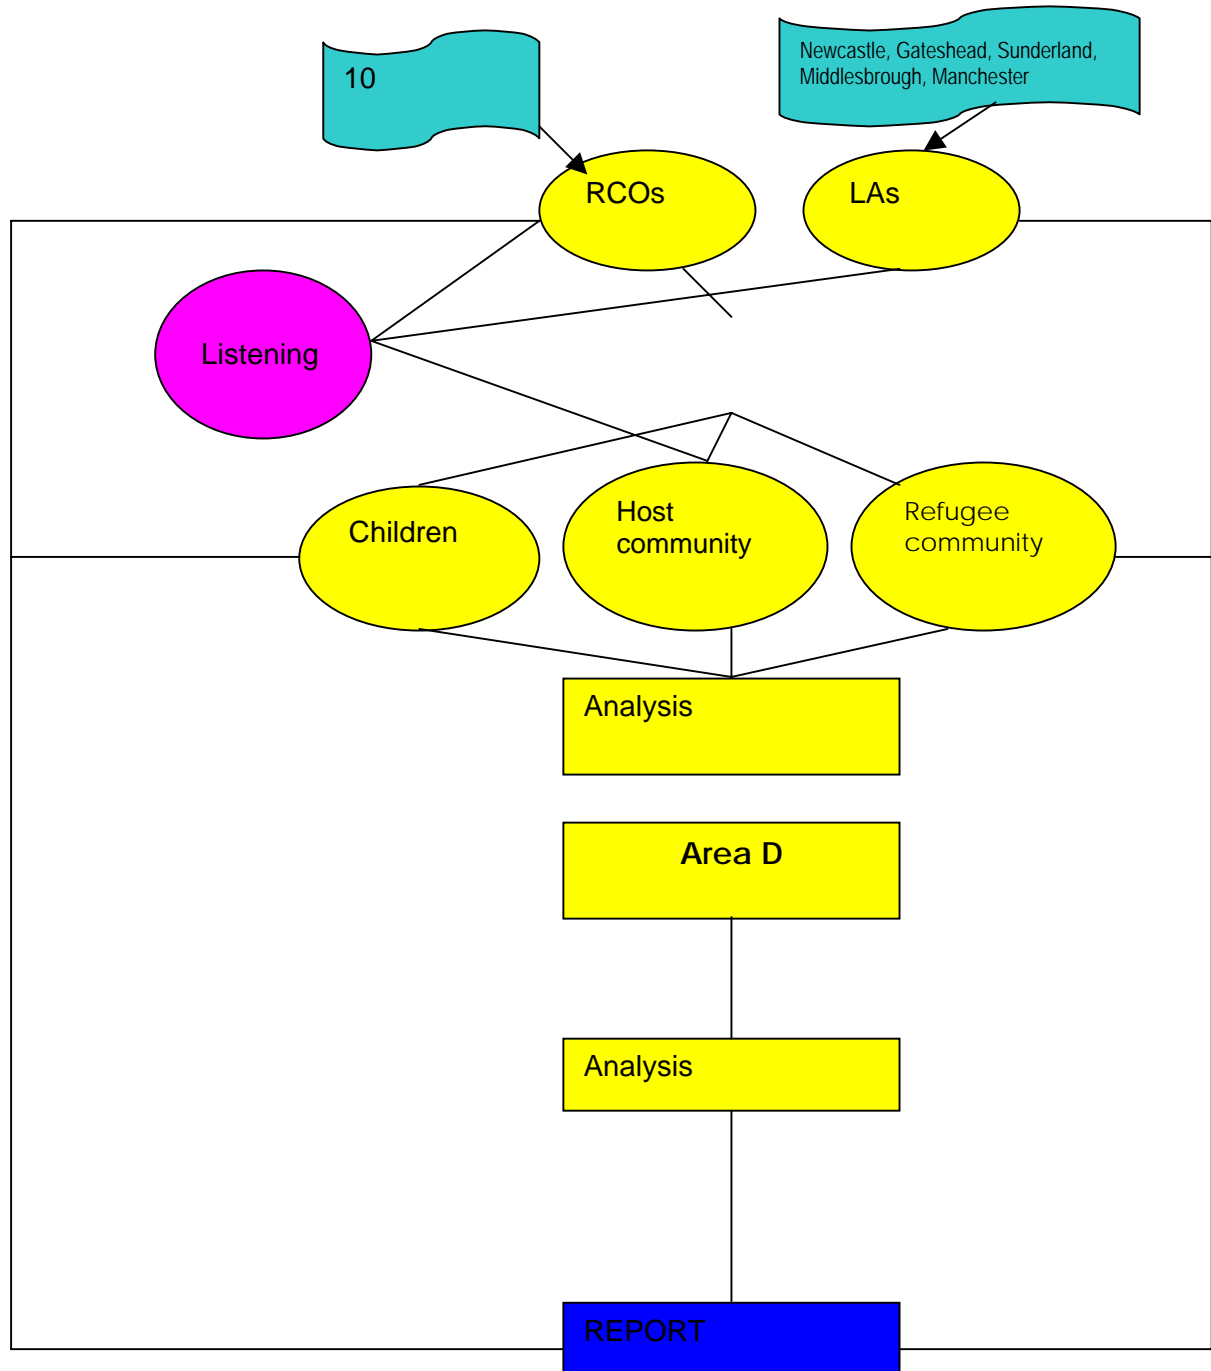 10
Newcastle, Gateshead, Sunderland,
Middlesbrough, Manchester
RCOs
LAs
Listening
Children
Host
community
Refugee
community
Analysis
Area D
Analysis
REPORT